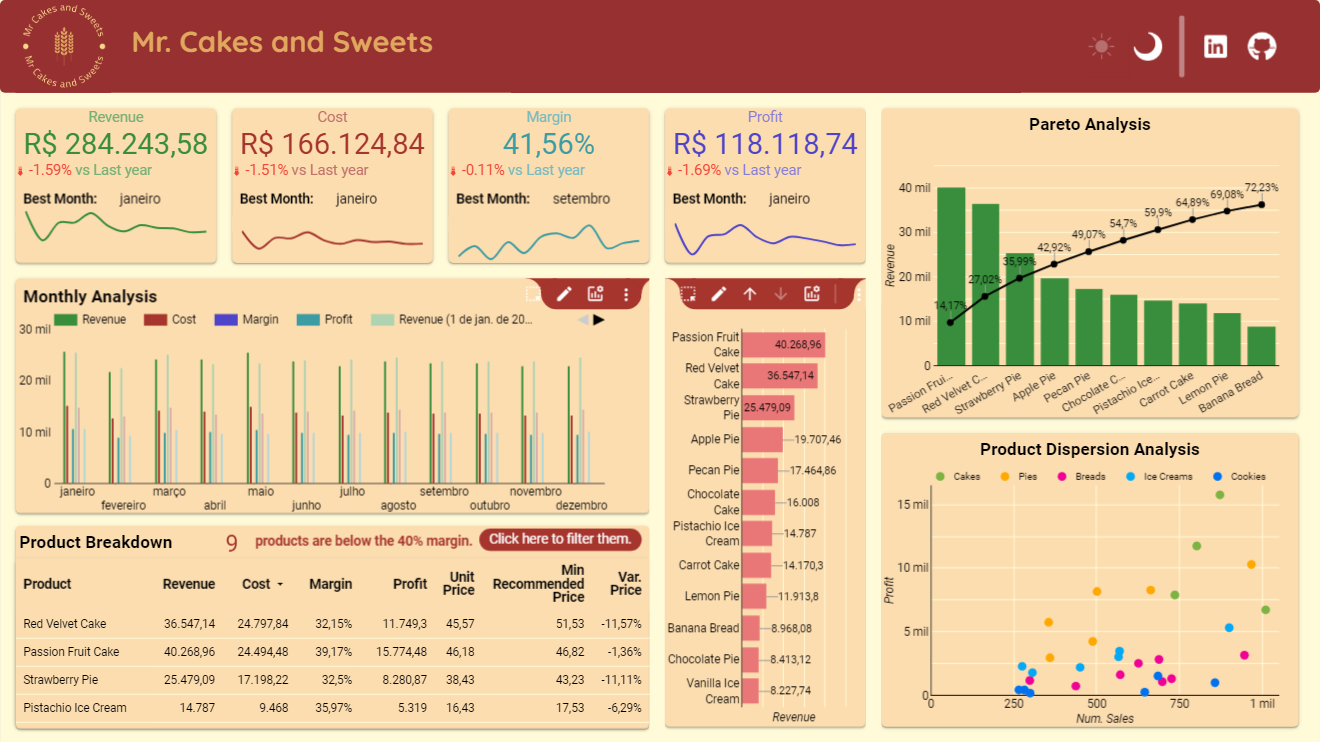 Mr Cakes and Sweets
Mr Cakes and Sweets
Mr. Cakes and Sweets
in
Revenue
R$ 284.243,58
-1.59% vs Last year
Best Month: janeiro
Cost
R$ 166.124,84
-1.51% vs Last year
Best Month: janeiro
Margin
41,56%
-0.11% vs Last year
Best Month: setembro
Profit
R$ 118.118,74
-1.69% vs Last year
Best Month: janeiro
Monthly Analysis
Revenue Cost Margin Profit Revenue (1 de jan. de 20...
30 mil
20 mil
10 mil
0
janeiro
fevereiro
março
abril
maio
junho
julho
agosto
setembro
outubro
novembro
dezembro
Product Breakdown
9 products are below the 40% margin.
Click here to filter them.
Product Revenue Cost Margin Profit Unit Price Min Recommended Price Var. Price
Red Velvet Cake 36.547,14 24.797,84 32,15% 11.749,3 45,57 51,53 -11,57%
Passion Fruit Cake 40.268,96 24.494,48 39,17% 15.774,48 46,18 46,82 -1,36%
Strawberry Pie 25.479,09 17.198,22 32,5% 8.280,87 38,43 43,23 -11,11%
Pistachio Ice Cream 14.787 9.468 35,97% 5.319 16,43 17,53 -6,29%
Passion Fruit Cake 40.268,96
Red Velvet Cake 36.547,14
Strawberry Pie 25.479,09
Apple Pie 19.707,46
Pecan Pie 17.464,86
Chocolate Cake 16.008
Pistachio Ice Cream 14.787
Carrot Cake 14.170,3
Lemon Pie 11.913,8
Banana Bread 8.968,08
Chocolate Pie 8.413,12
Vanilla Ice Cream 8.227,74
Revenue
Pareto Analysis
Revenue
40 mil
30 mil
20 mil
10 mil
0
14,17%
27,02%
35,99%
42,92%
49,07%
54,7%
59,9%
64,89%
69,08%
72,23%
Passion Frui...
Red Velvet C...
Strawberry Pie
Apple Pie
Pecan Pie
Chocolate C...
Pistachio Ice...
Carrot Cake
Lemon Pie
Banana Bread
Product Dispersion Analysis
Cakes Pies Breads Ice Creams Cookies
Profit
15 mil
10 mil
5 mil
0
0 250 500 750 1 mil
Num. Sales